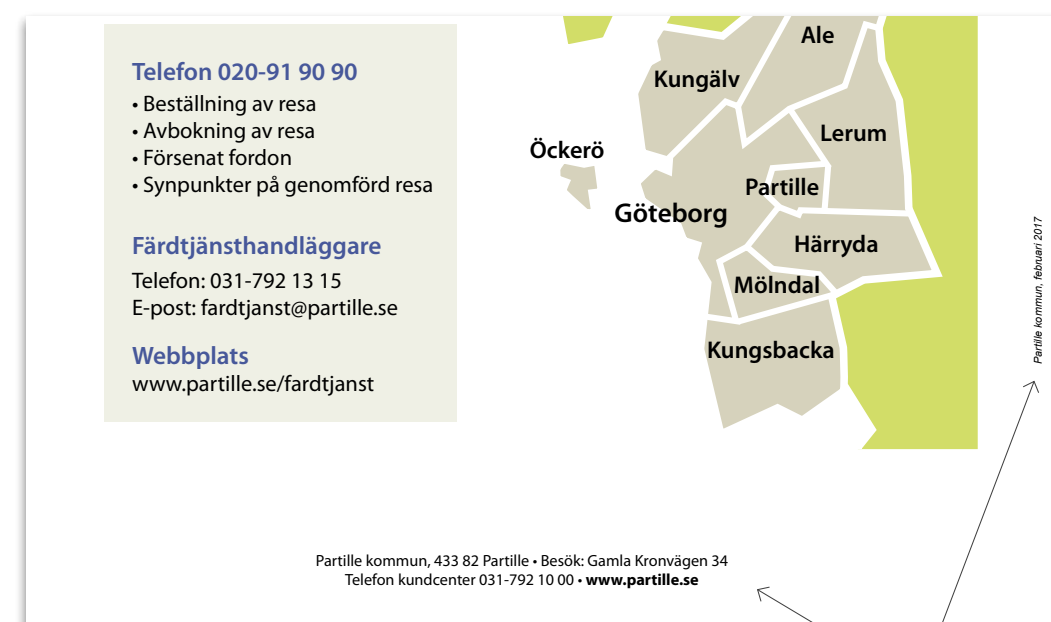 Telefon 020-91 90 90
• Beställning av resa
• Avbokning av resa
• Försenat fordon
• Synpunkter på genomförd resa
Färdtjänsthandläggare
Telefon: 031-792 13 15
E-post: fardtjanst@partille.se
Webbplats
www.partille.se/fardtjanst
Ale
Kungälv
Lerum
Öckerö
Partille
Göteborg
Härryda
Mölndal
Kungsbacka
Partille kommun, februari 2017
Partille kommun, 433 82 Partille • Besök: Gamla Kronvägen 34
Telefon kundcenter 031-792 10 00 • www.partille.se